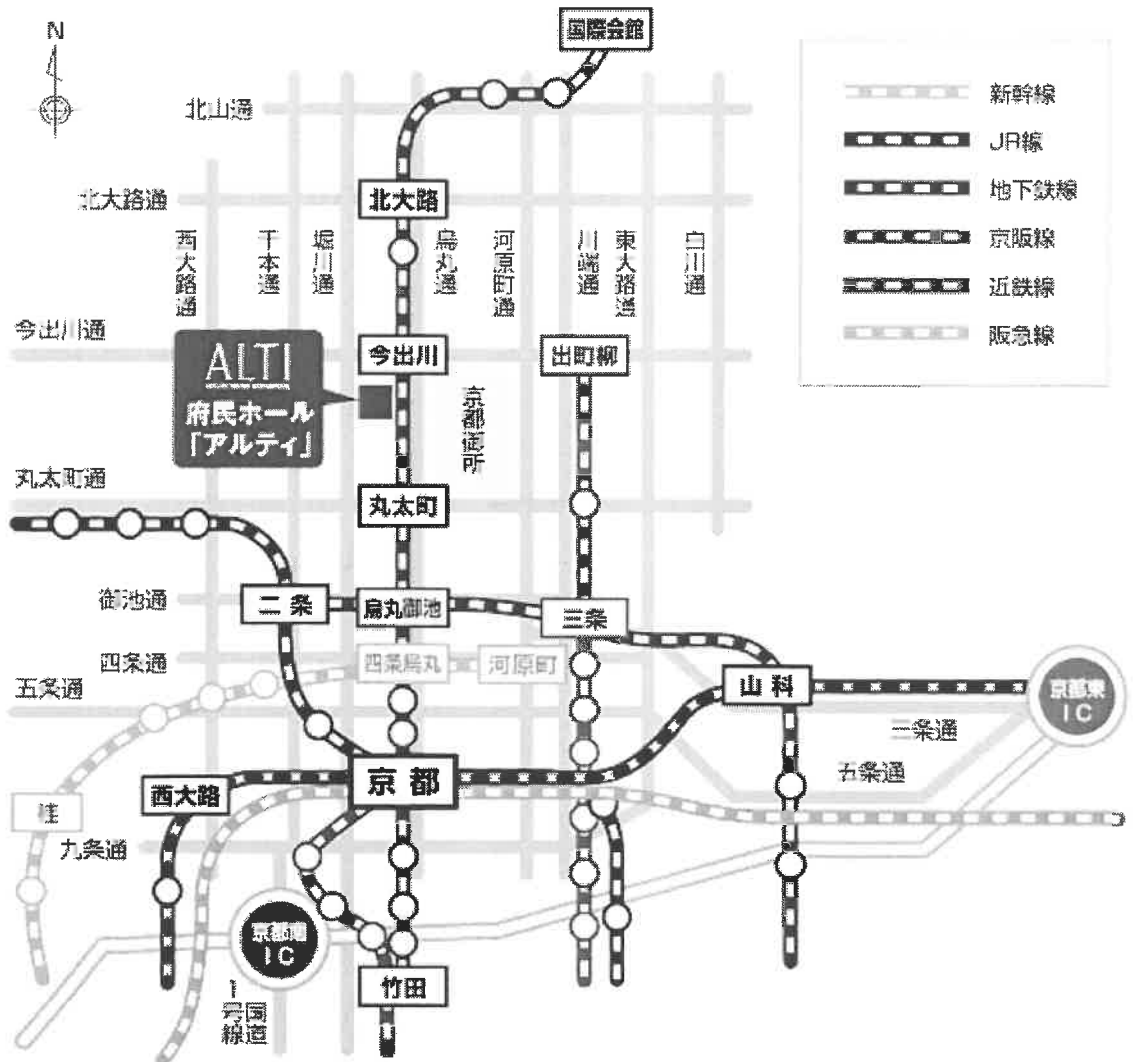 N
国際会館
北山通
北大路通
北大路
西大路通
千本通
堀川通
烏丸通
河原町通
川端通
東大路通
白川通
新幹線
JR線
地下鉄線
京阪線
近鉄線
阪急線
今出川通
ALTI
府民ホール
「アルティ」
今出川
出町柳
京都御所
丸太町通
丸太町
御池通
二条
烏丸御池
三条
四条通
四条烏丸
河原町
五条通
山科
京都東
IC
三条通
五条通
京都
西大路
桂
九条通
京都南
IC
竹田
国道
1号線